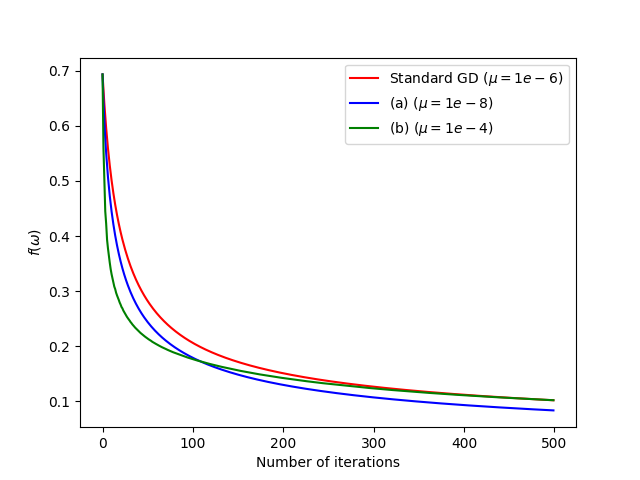 Standard GD (μ = 1e − 6)
(a) (μ = 1e − 8)
(b) (μ = 1e − 4)
0.7
0.6
0.5
0.4
0.3
0.2
0.1
f(ω)
0 100 200 300 400 500
Number of iterations